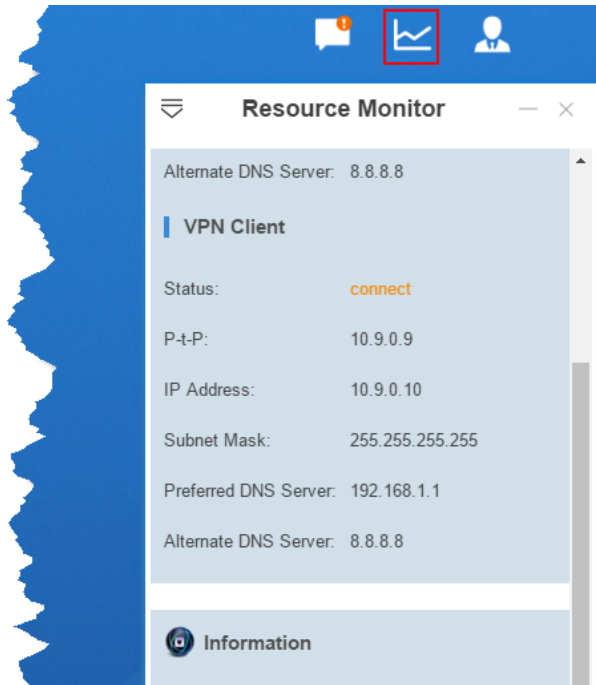 Resource Monitor
Alternate DNS Server: 8.8.8.8
VPN Client
Status: connect
P-t-P: 10.9.0.9
IP Address: 10.9.0.10
Subnet Mask: 255.255.255.255
Preferred DNS Server: 192.168.1.1
Alternate DNS Server: 8.8.8.8
Information